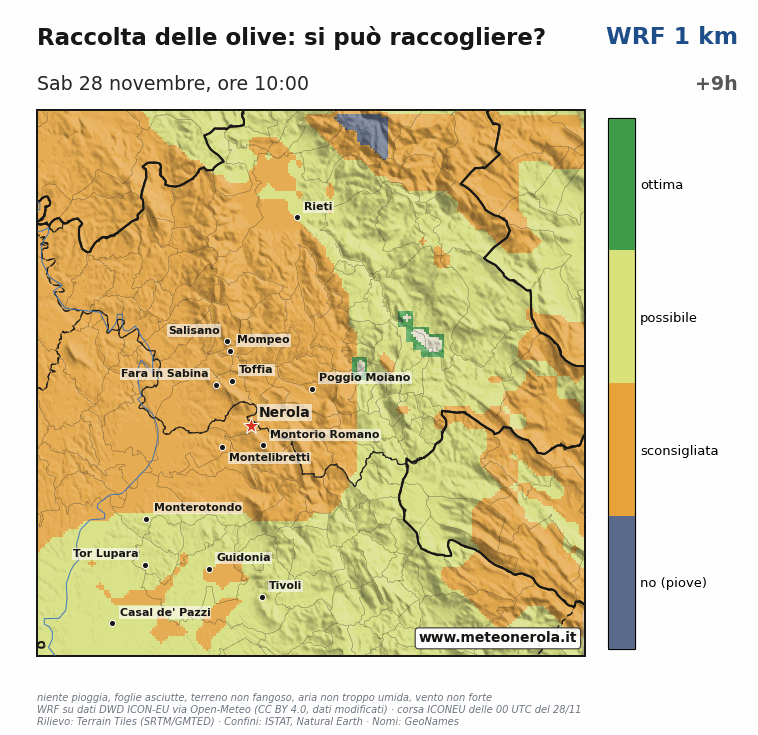 Raccolta delle olive: si può raccogliere?
WRF 1 km
Sab 28 novembre, ore 10:00
+9h
ottima
possibile
sconsigliata
no (piove)
Rieti
Salisano
Mompeo
Fara in Sabina
Toffia
Poggio Moiano
Nerola
Montorio Romano
Montelibretti
Monterotondo
Tor Lupara
Guidonia
Tivoli
Casal de' Pazzi
www.meteonerola.it
niente pioggia, foglie asciutte, terreno non fangoso, aria non troppo umida, vento non forte
WRF su dati DWD ICON-EU via Open-Meteo (CC BY 4.0, dati modificati) · corsa ICONEU delle 00 UTC del 28/11
Rilievo: Terrain Tiles (SRTM/GMTED) · Confini: ISTAT, Natural Earth · Nomi: GeoNames